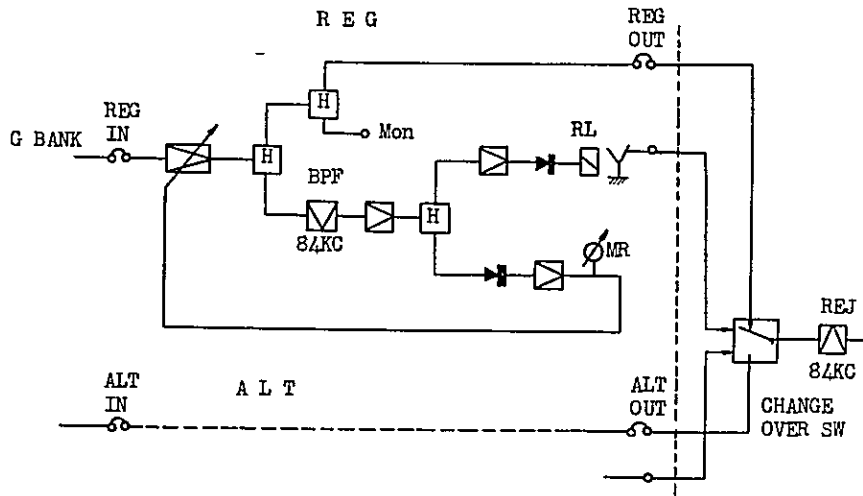 R E G
REG
OUT
REG
IN
G BANK
H
Mon
RL
H
BPF
84KC
H
MR
REJ
84KC
ALT
IN
A L T
ALT
OUT
CHANGE
OVER SW